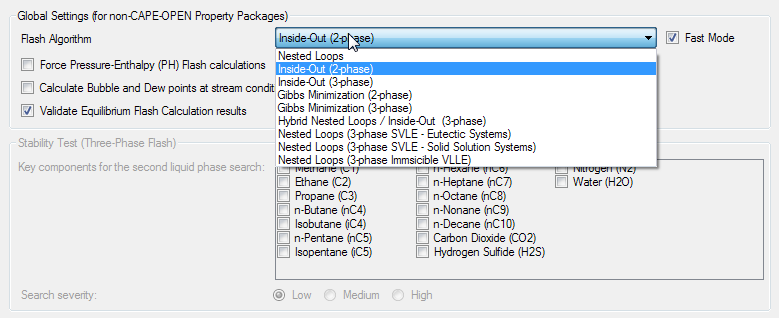 Global Settings (for non-CAPE-OPEN Property Packages)
Flash Algorithm
Inside-Out (2-phase)
Fast Mode
Nested Loops
Inside-Out (2-phase)
Inside-Out (3-phase)
Gibbs Minimization (2-phase)
Gibbs Minimization (3-phase)
Hybrid Nested Loops / Inside-Out (3-phase)
Nested Loops (3-phase SVLE - Eutectic Systems)
Nested Loops (3-phase SVLE - Solid Solution Systems)
Nested Loops (3-phase Immsicible VLLE)
Force Pressure-Enthalpy (PH) Flash calculations
Calculate Bubble and Dew points at stream condit
Validate Equilibrium Flash Calculation results
Stability Test (Three-Phase Flash)
Key components for the second liquid phase search:
Methane (C1) n-Hexane (nC6) Nitrogen (N2)
Ethane (C2) n-Heptane (nC7) Water (H2O)
Propane (C3) n-Octane (nC8)
n-Butane (nC4) n-Nonane (nC9)
Isobutane (iC4) n-Decane (nC10)
n-Pentane (nC5) Carbon Dioxide (CO2)
Isopentane (iC5) Hydrogen Sulfide (H2S)
Search severity: Low Medium High